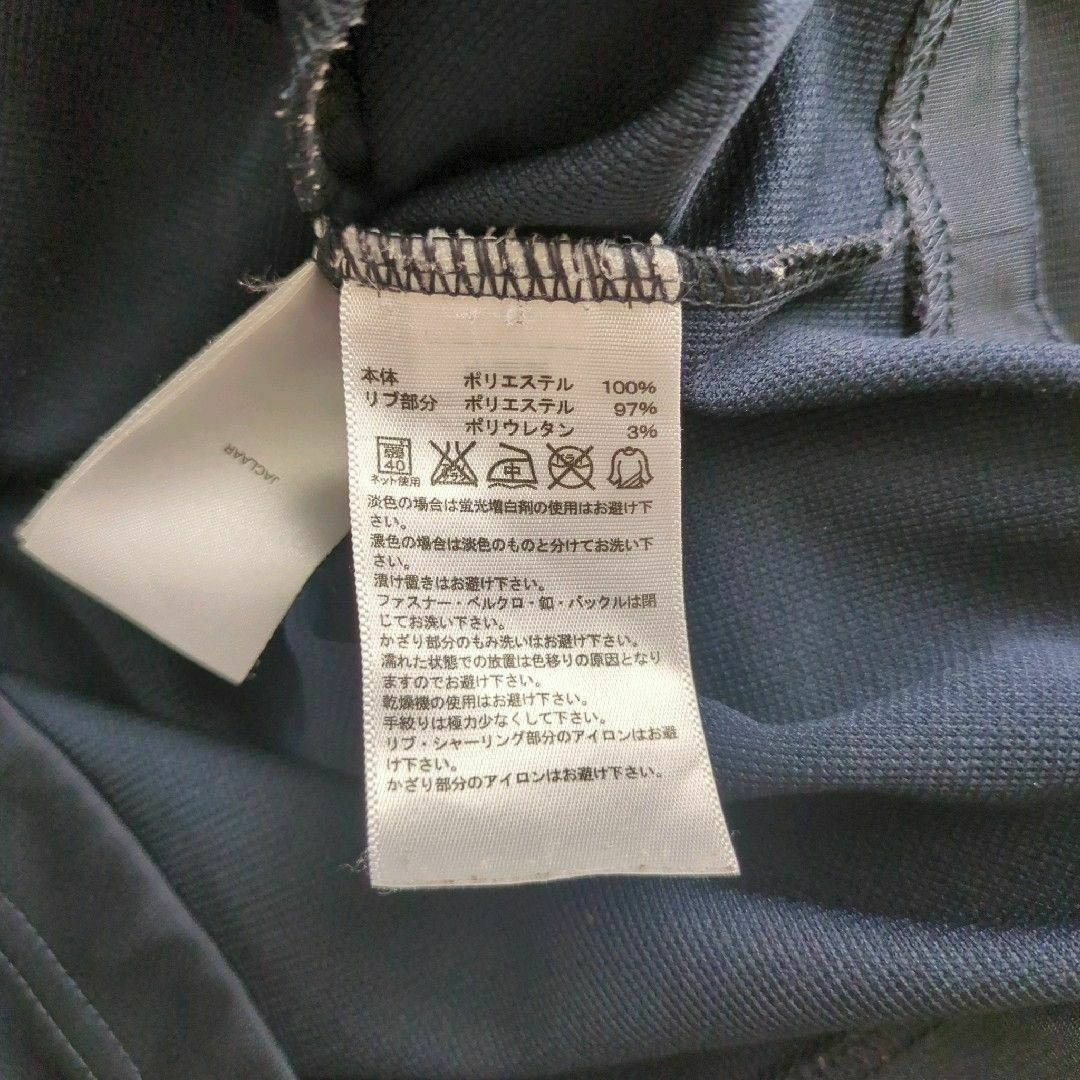 本体 ポリエステル 100%
リブ部分 ポリエステル 97%
ポリウレタン 3%
弱 40 エンソサラシ 中 ドライ
ネット使用
淡色の場合は蛍光増白剤の使用はお避け下
さい。
濃色の場合は淡色のものと分けてお洗い下
さい。
漬け置きはお避け下さい。
ファスナー・ベルクロ・釦・バックルは閉
じてお洗い下さい。
かざり部分のもみ洗いはお避け下さい。
濡れた状態での放置は色移りの原因となり
ますのでお避け下さい。
乾燥機の使用はお避け下さい。
手絞りは極力少なくして下さい。
リブ・シャーリング部分のアイロンはお避
け下さい。
かざり部分のアイロンはお避け下さい。
JACLAAR